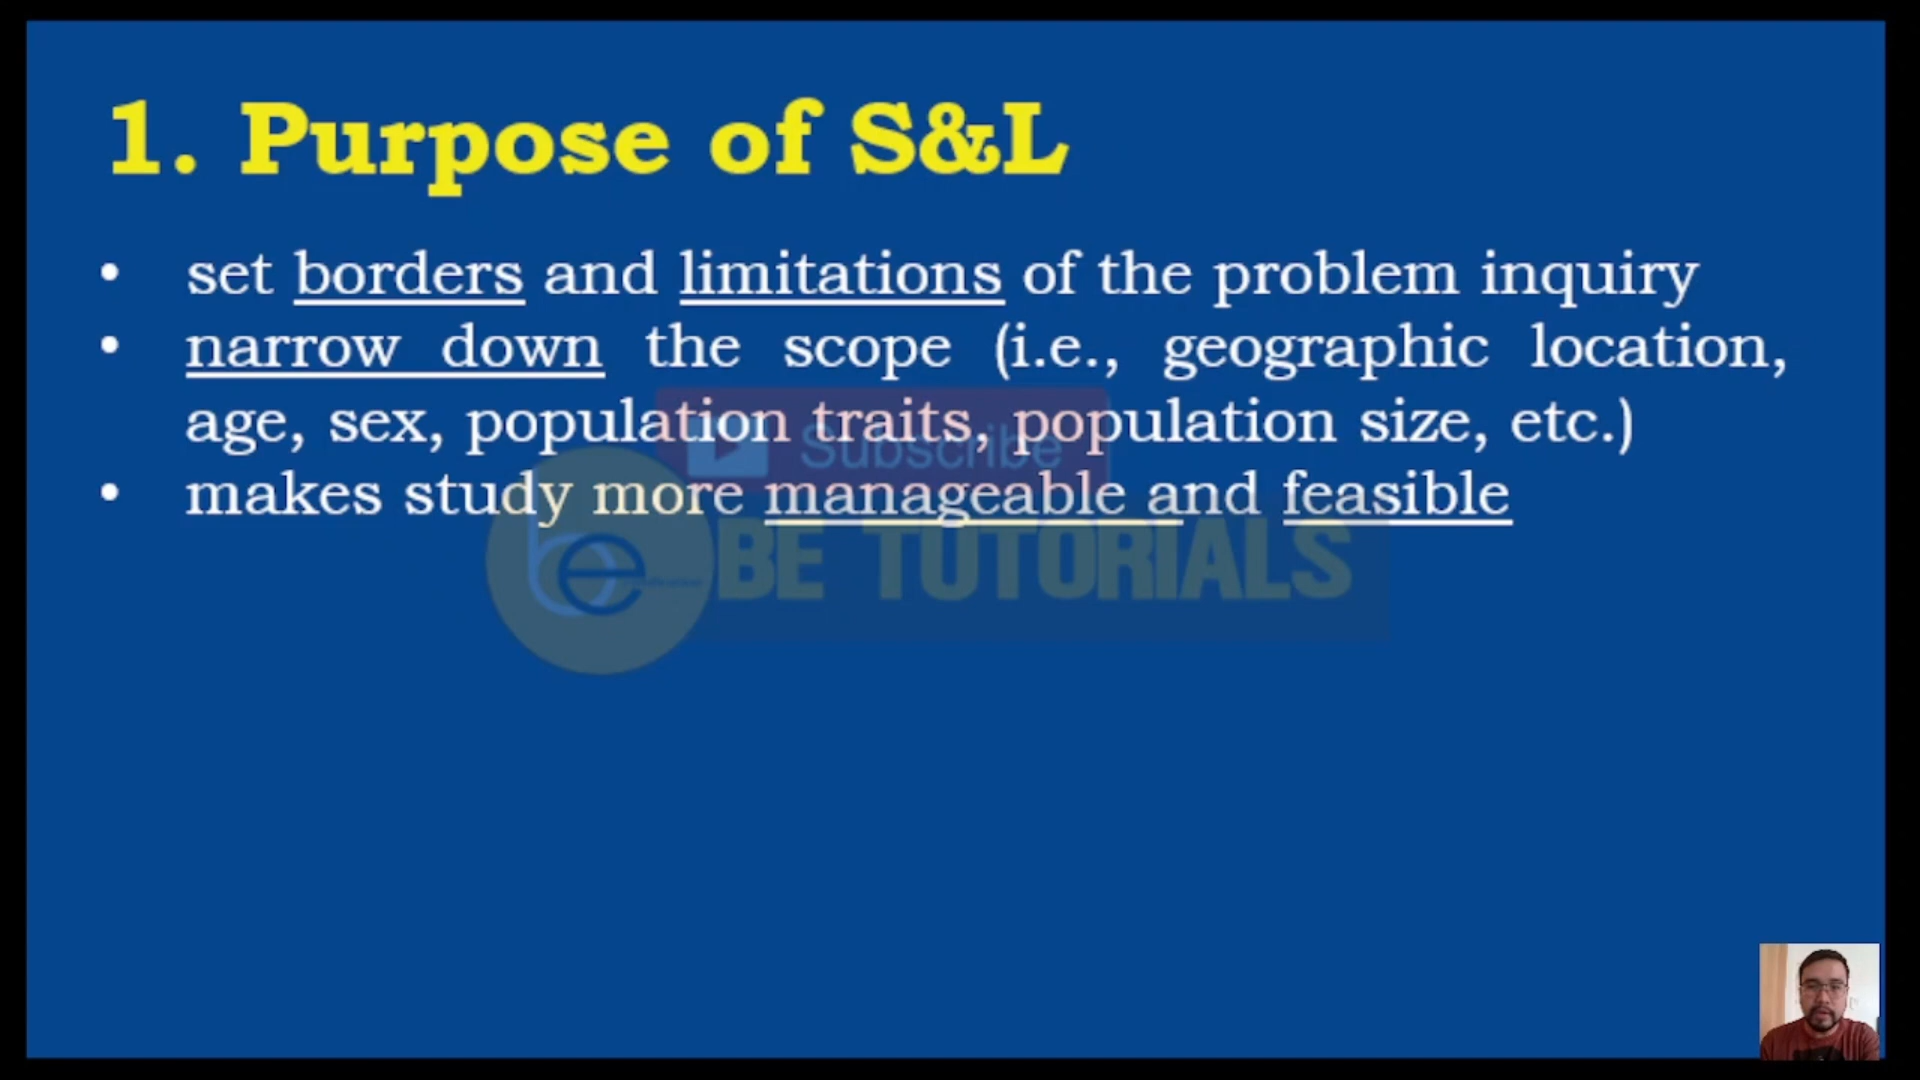 1. Purpose of S&L
• set borders and limitations of the problem inquiry
• narrow down the scope (i.e., geographic location,
age, sex, population traits, population size, etc.)
Subscribe
• makes study more manageable and feasible
be
BE TUTORIALS